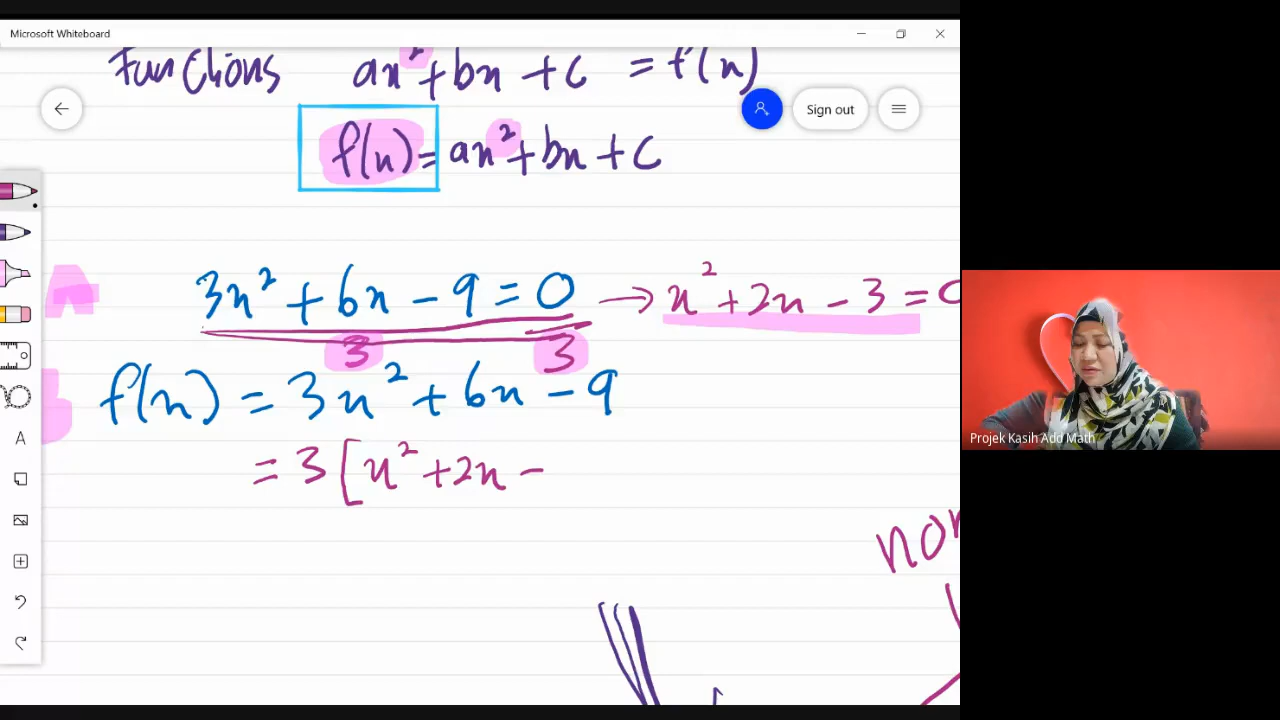 Microsoft Whiteboard
Functions ax²+bx+c = f(x)
Sign out
f(x)= ax²+bx+c
3x² + 6x - 9 = 0 → x² + 2x - 3 = 0
3 3
f(x) = 3x² + 6x - 9
Projek Kasih Add Math
= 3[x² + 2x -
A